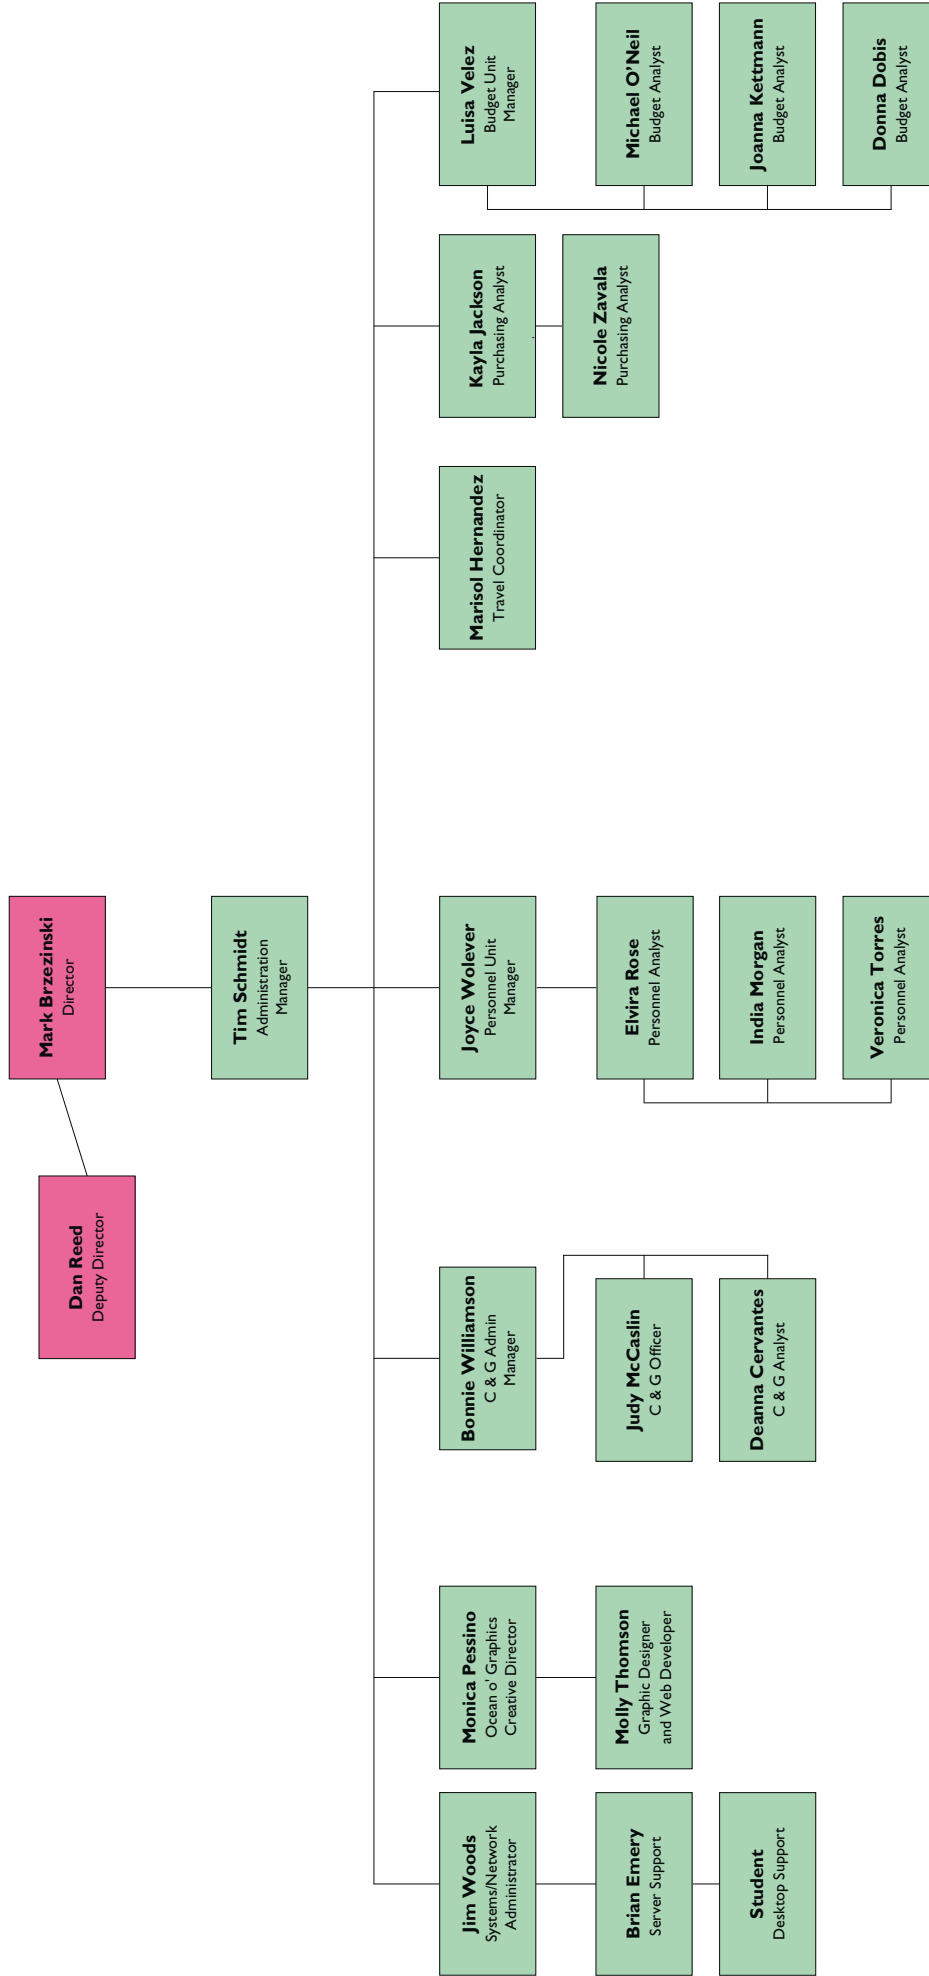 Mark Brzezinski
Director
Dan Reed
Deputy Director
Tim Schmidt
Administration
Manager
Jim Woods
Systems/Network
Administrator
Brian Emery
Server Support
Student
Desktop Support
Monica Pessino
Ocean o' Graphics
Creative Director
Molly Thomson
Graphic Designer
and Web Developer
Bonnie Williamson
C & G Admin
Manager
Judy McCaslin
C & G Officer
Deanna Cervantes
C & G Analyst
Joyce Wolever
Personnel Unit
Manager
Elvira Rose
Personnel Analyst
India Morgan
Personnel Analyst
Veronica Torres
Personnel Analyst
Marisol Hernandez
Travel Coordinator
Kayla Jackson
Purchasing Analyst
Nicole Zavala
Purchasing Analyst
Luisa Velez
Budget Unit
Manager
Michael O'Neil
Budget Analyst
Joanna Kettmann
Budget Analyst
Donna Dobis
Budget Analyst